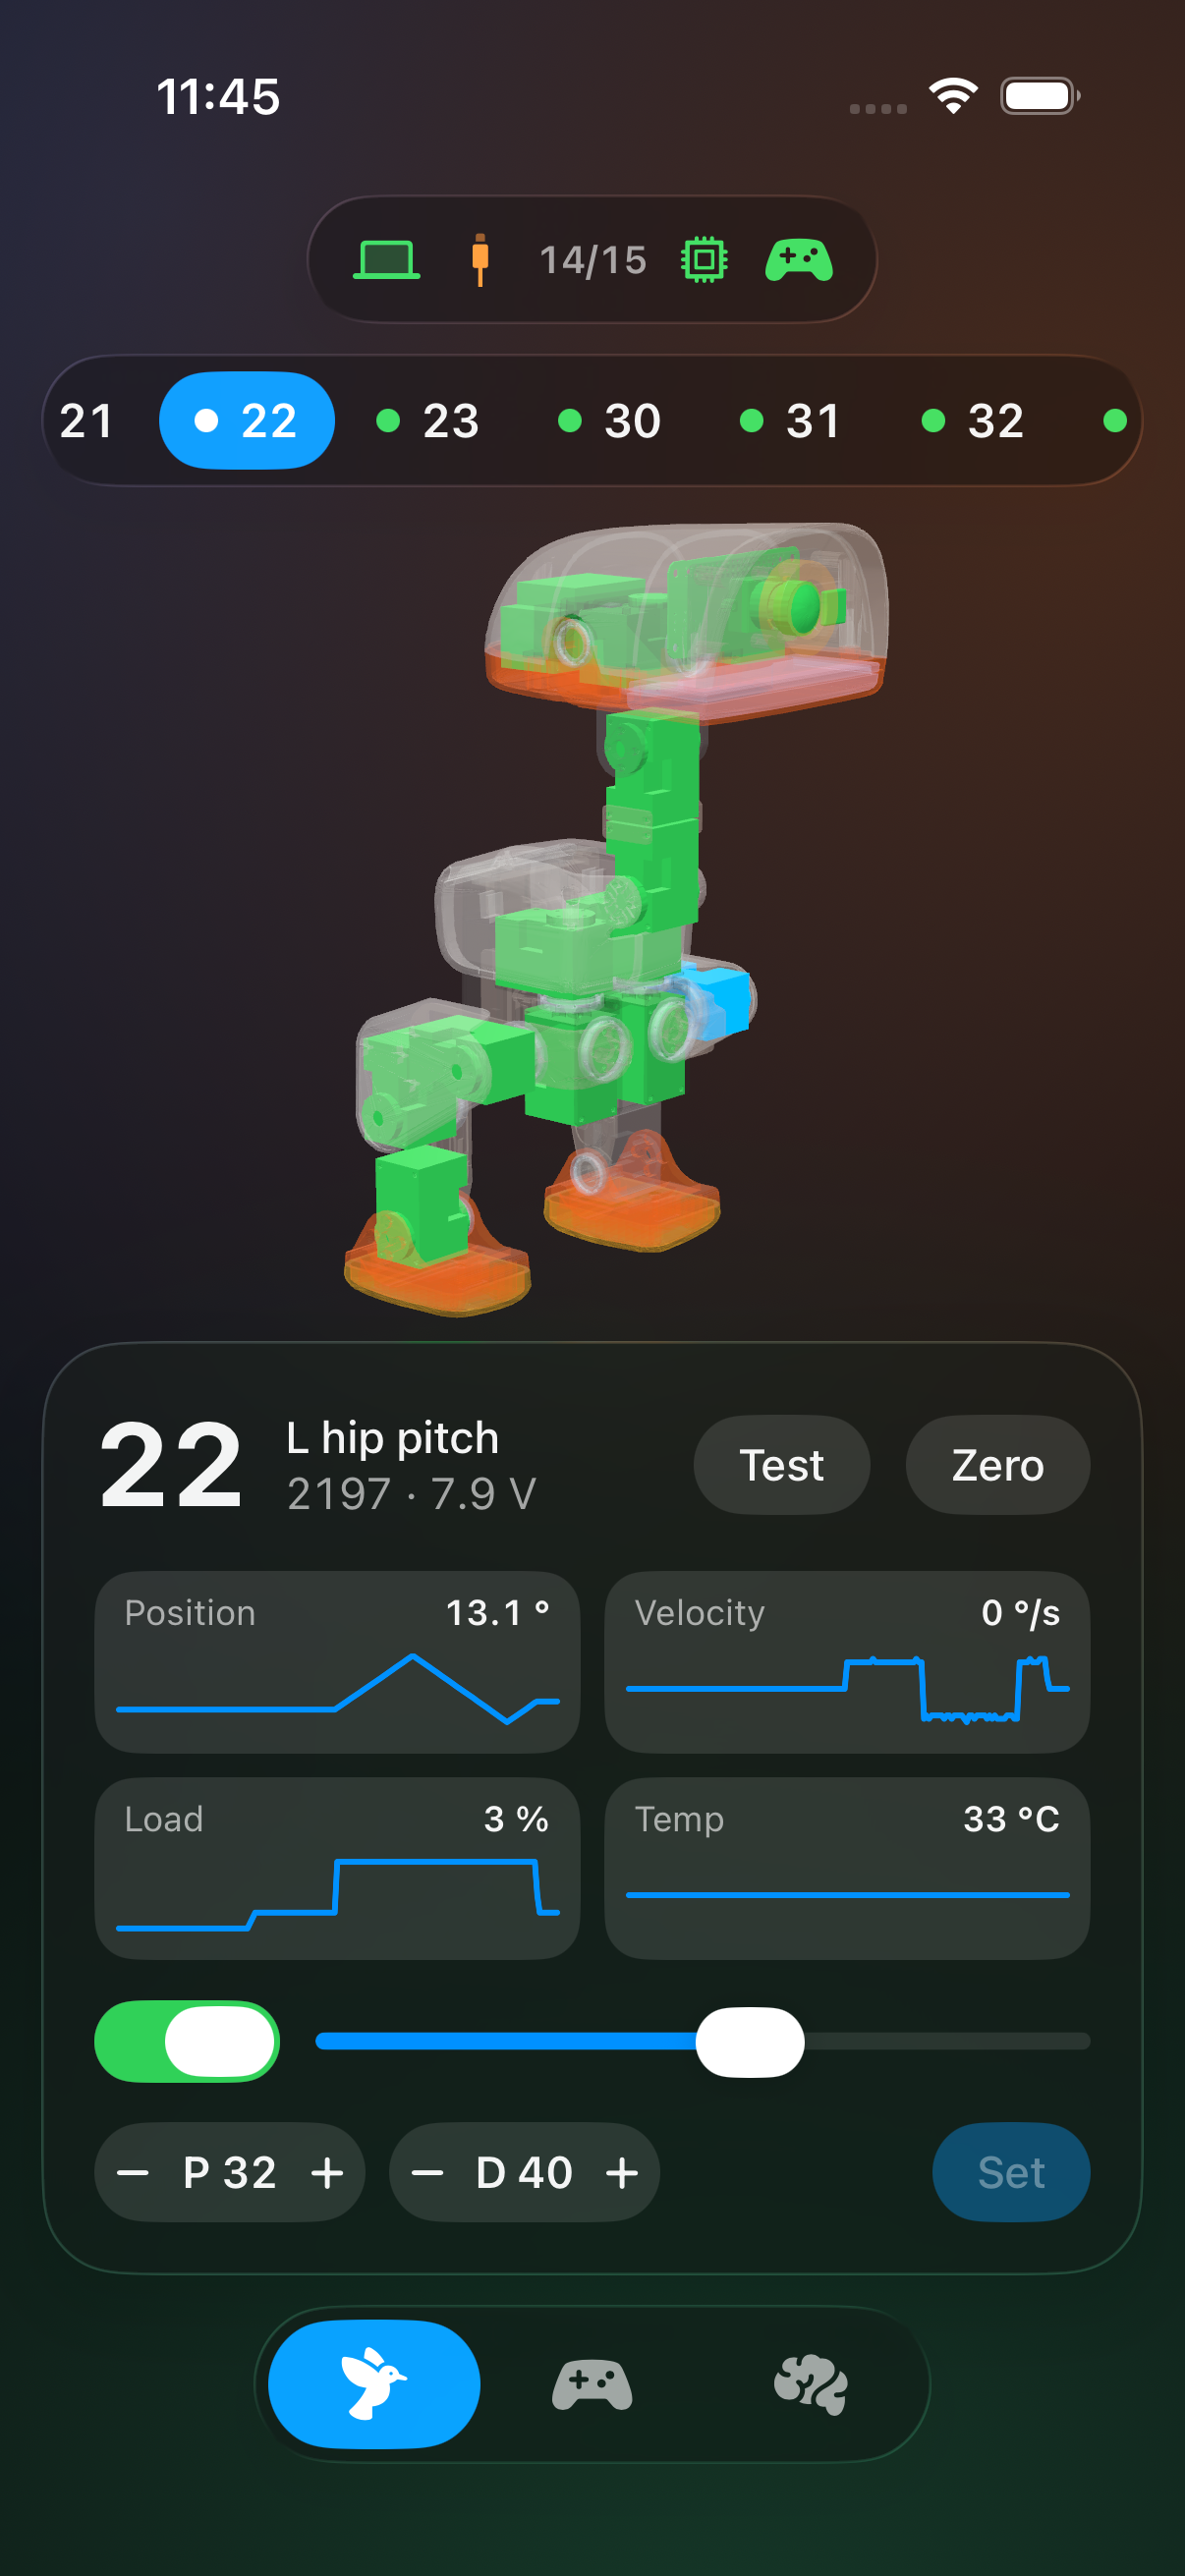 11:45
14/15
21 22 23 30 31 32
22 L hip pitch
2197 · 7.9 V
Test Zero
Position 13.1 °
Velocity 0 °/s
Load 3 %
Temp 33 °C
− P 32 + − D 40 + Set